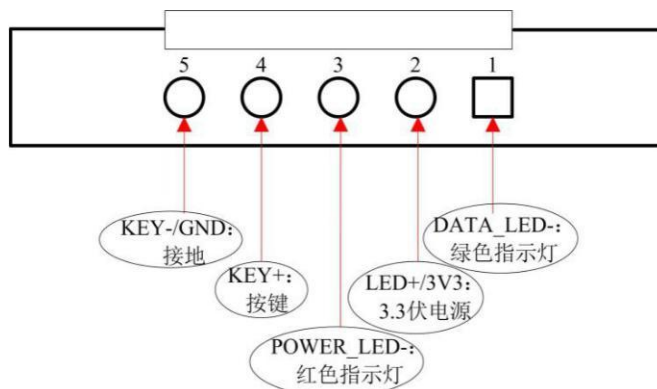 5 4 3 2 1
KEY-/GND:
接地
KEY+:
按键
POWER_LED-:
红色指示灯
LED+/3V3:
3.3伏电源
DATA_LED-:
绿色指示灯